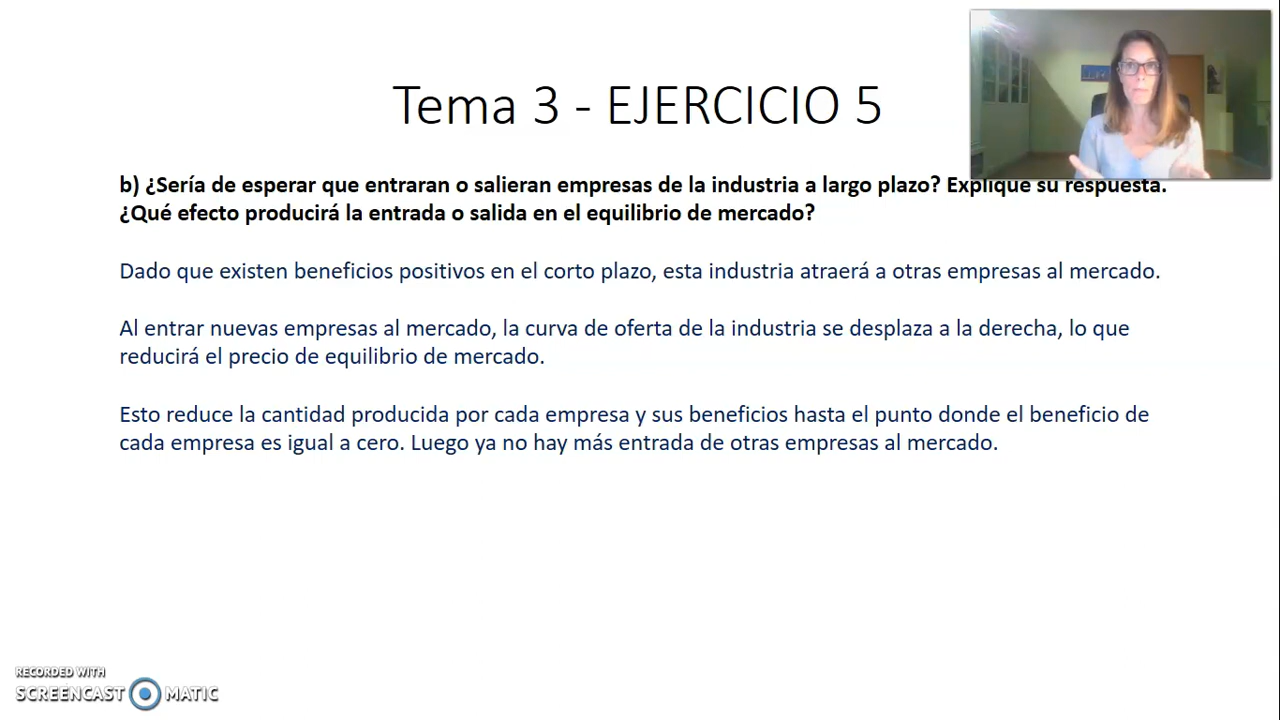 Tema 3 - EJERCICIO 5
b) ¿Sería de esperar que entraran o salieran empresas de la industria a largo plazo? Explique su respuesta.
¿Qué efecto producirá la entrada o salida en el equilibrio de mercado?
Dado que existen beneficios positivos en el corto plazo, esta industria atraerá a otras empresas al mercado.
Al entrar nuevas empresas al mercado, la curva de oferta de la industria se desplaza a la derecha, lo que
reducirá el precio de equilibrio de mercado.
Esto reduce la cantidad producida por cada empresa y sus beneficios hasta el punto donde el beneficio de
cada empresa es igual a cero. Luego ya no hay más entrada de otras empresas al mercado.
RECORDED WITH
SCREENCAST MATIC